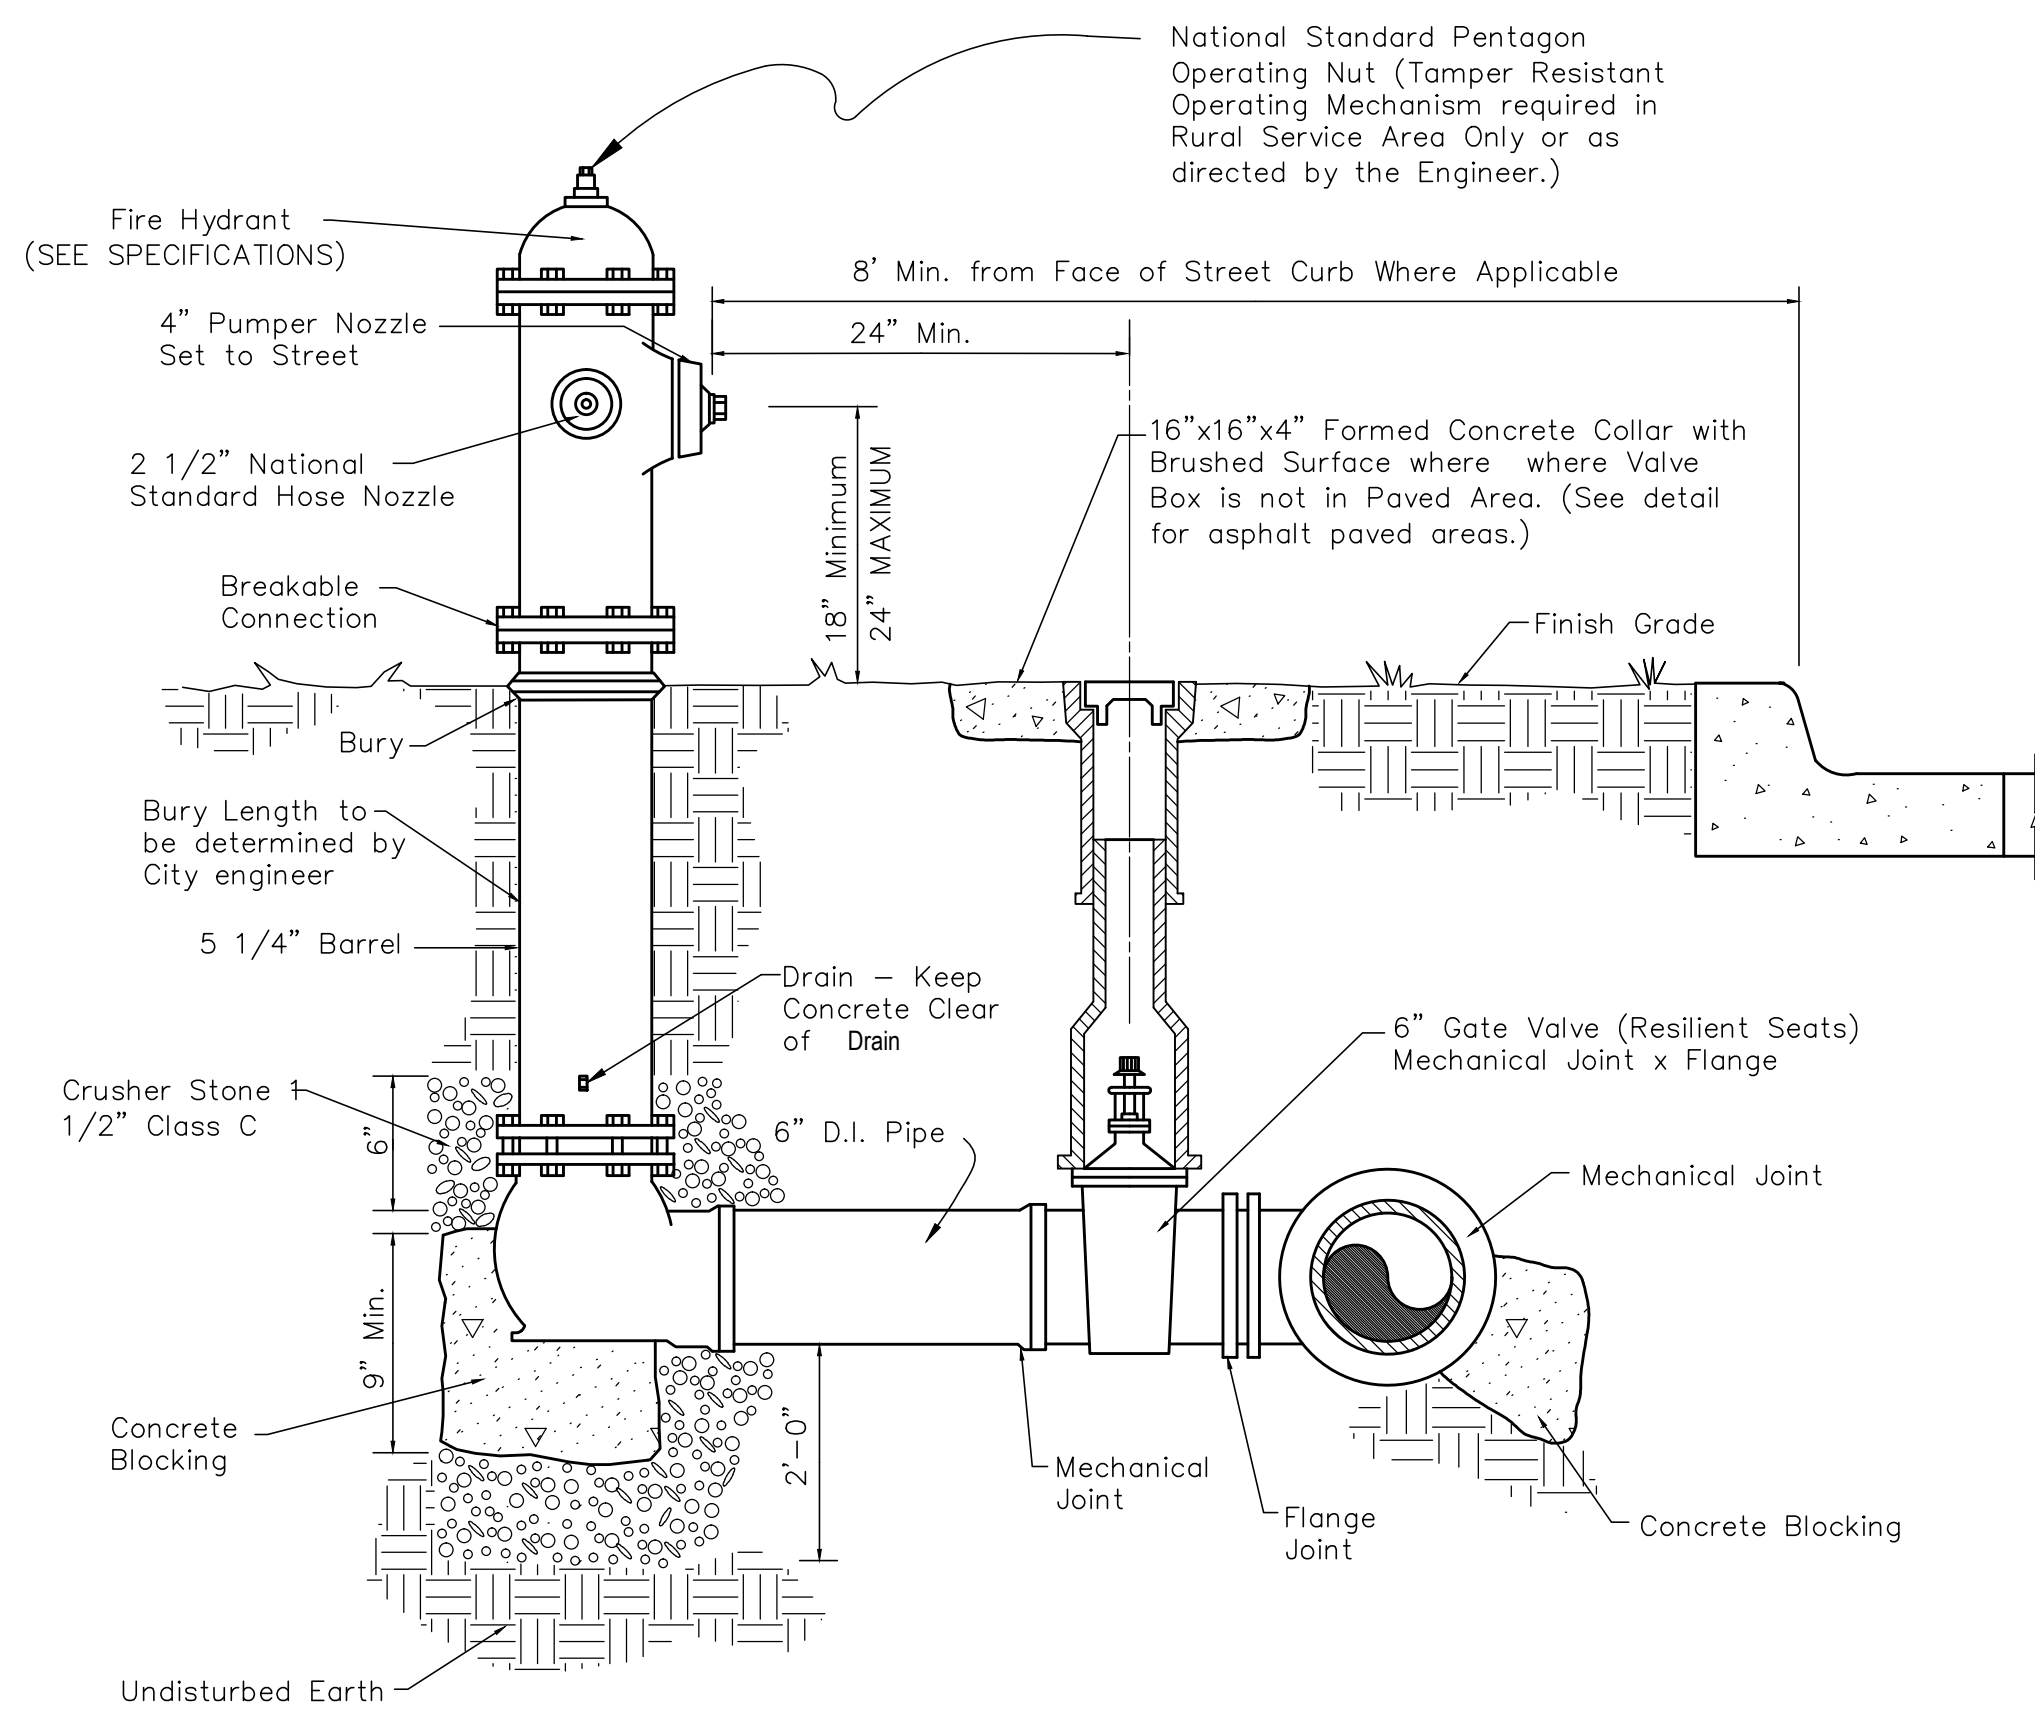 National Standard Pentagon
Operating Nut (Tamper Resistant
Operating Mechanism required in
Rural Service Area Only or as
directed by the Engineer.)
Fire Hydrant
(SEE SPECIFICATIONS)
8' Min. from Face of Street Curb Where Applicable
4" Pumper Nozzle
Set to Street
24" Min.
16"x16"x4" Formed Concrete Collar with
Brushed Surface where where Valve
Box is not in Paved Area. (See detail
for asphalt paved areas.)
2 1/2" National
Standard Hose Nozzle
18" Minimum
24" MAXIMUM
Breakable
Connection
Finish Grade
Bury
Bury Length to
be determined by
City engineer
5 1/4" Barrel
Drain - Keep
Concrete Clear
of Drain
6" Gate Valve (Resilient Seats)
Mechanical Joint x Flange
Crusher Stone 1
1/2" Class C
6"
6" D.I. Pipe
Mechanical Joint
9" Min.
Concrete
Blocking
2'-0"
Mechanical
Joint
Flange
Joint
Concrete Blocking
Undisturbed Earth